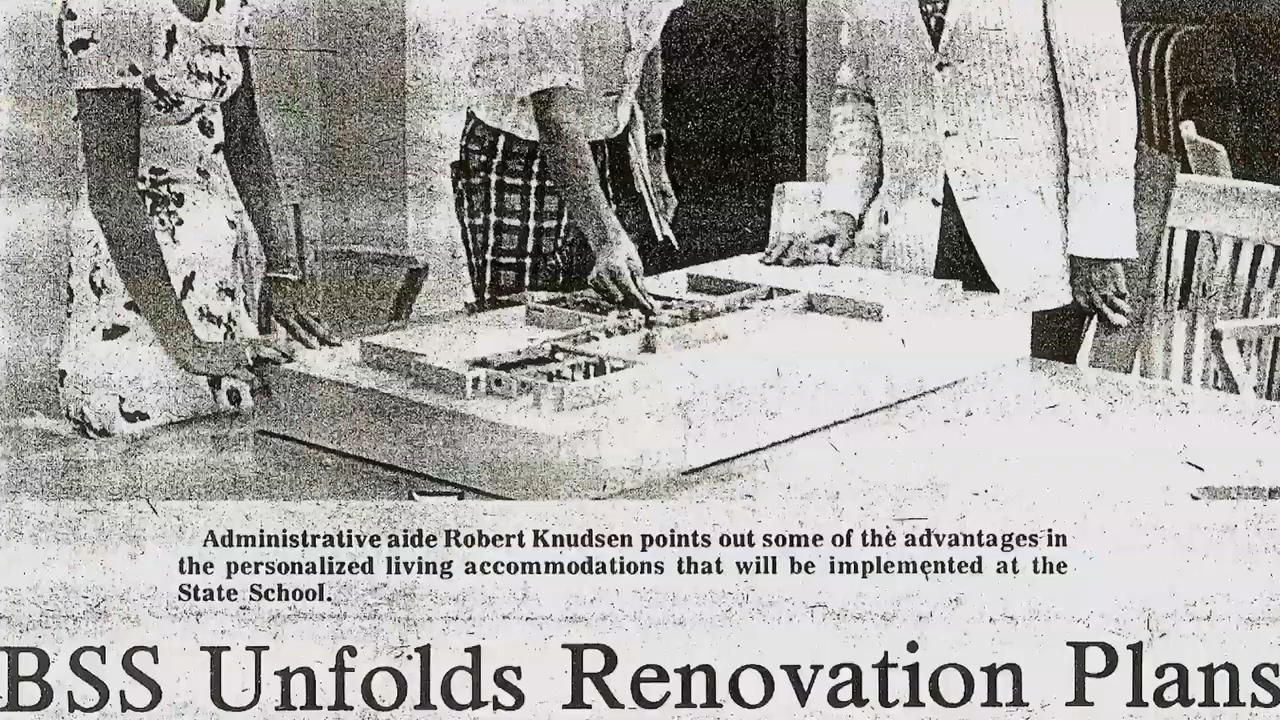 Administrative aide Robert Knudsen points out some of the advantages in
the personalized living accommodations that will be implemented at the
State School.
BSS Unfolds Renovation Plans